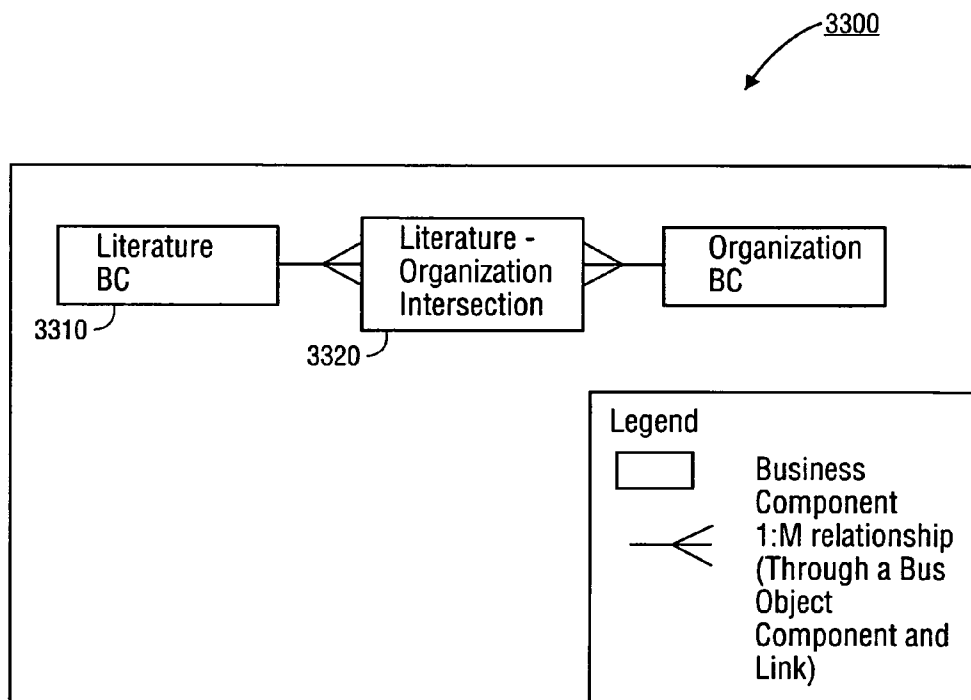 3300
Literature
BC
3310
Literature -
Organization
Intersection
3320
Organization
BC
Legend
Business
Component
1:M relationship
(Through a Bus
Object
Component and
Link)